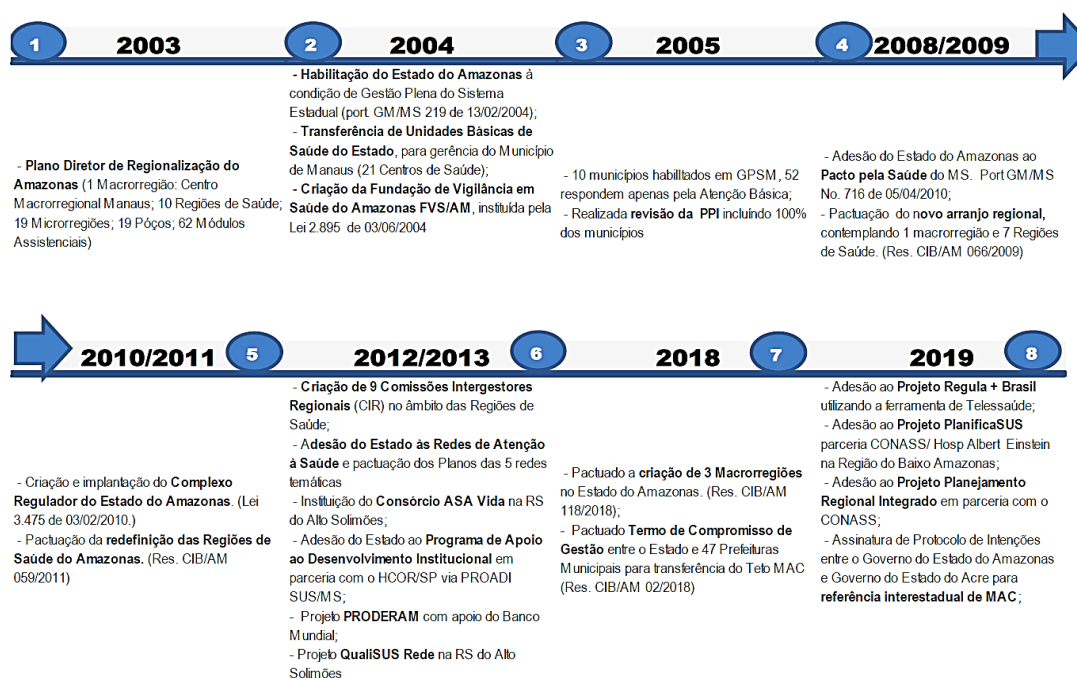 1 2003 2 2004 3 2005 4 2008/2009
- Plano Diretor de Regionalização do
Amazonas (1 Macrorregião: Centro
Macrorregional Manaus; 10 Regiões de Saúde;
19 Microrregiões; 19 Póços; 62 Módulos
Assistenciais)
- Habilitação do Estado do Amazonas à
condição de Gestão Plena do Sistema
Estadual (port. GM/MS 219 de 13/02/2004);
- Transferência de Unidades Básicas de
Saúde do Estado, para gerência do Município
de Manaus (21 Centros de Saúde);
- Criação da Fundação de Vigilância em
Saúde do Amazonas FVS/AM, instituída pela
Lei 2.895 de 03/06/2004
- 10 municípios habilltados em GPSM, 52
respondem apenas pela Atenção Básica;
- Realizada revisão da PPI incluíndo 100%
dos municípios
- Adesão do Estado do Amazonas ao
Pacto pela Saúde do MS. Port GM/MS
No. 716 de 05/04/2010;
- Pactuação do novo arranjo regional,
contemplando 1 macrorregião e 7 Regiões
de Saúde. (Res. CIB/AM 066/2009)
2010/2011 5 2012/2013 6 2018 7 2019 8
- Criação e implantação do Complexo
Regulador do Estado do Amazonas. (Lei
3.475 de 03/02/2010.)
- Pactuação da redefinição das Regiões de
Saúde do Amazonas. (Res. CIB/AM
059/2011)
- Criação de 9 Comissões Intergestores
Regionais (CIR) no âmbito das Regiões de
Saúde;
- Adesão do Estado às Redes de Atenção
à Saúde e pactuação dos Planos das 5 redes
temáticas
- Instituição do Consórcio ASA Vida na RS
do Alto Solimões;
- Adesão do Estado ao Programa de Apoio
ao Desenvolvimento Institucional em
parceria com o HCOR/SP via PROADI
SUS/MS;
- Projeto PRODERAM com apoio do Banco
Mundial;
- Projeto QualiSUS Rede na RS do Alto
Solimões
- Pactuado a criação de 3 Macrorregiões
no Estado do Amazonas. (Res. CIB/AM
118/2018);
- Pactuado Termo de Compromisso de
Gestão entre o Estado e 47 Prefeituras
Municipais para transferência do Teto MAC
(Res. CIB/AM 02/2018)
- Adesão ao Projeto Regula + Brasil
utilizando a ferramenta de Telessaúde;
- Adesão ao Projeto PlanificaSUS
parceria CONASS/ Hosp Albert Einstein
na Região do Baixo Amazonas;
- Adesão ao Projeto Planejamento
Regional Integrado em parceria com o
CONASS;
- Assinatura de Protocolo de Intenções
entre o Governo do Estado do Amazonas
e Governo do Estado do Acre para
referência interestadual de MAC;